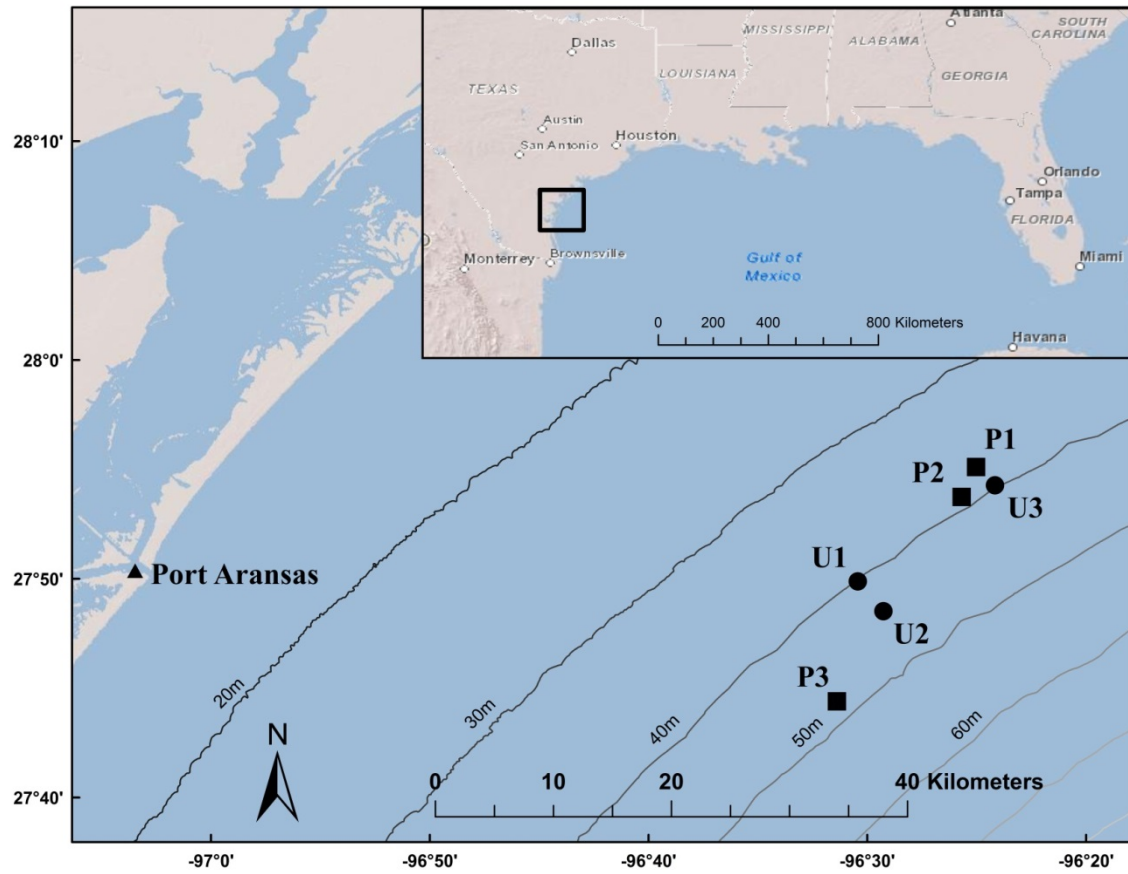 Atlanta
SOUTH
CAROLINA
MISSISSIPPI
ALABAMA
Dallas
LOUISIANA
GEORGIA
TEXAS
Austin
Houston
San Antonio
Orlando
Tampa
FLORIDA
Monterrey
Brownsville
Gulf of
Mexico
Miami
0 200 400 800 Kilometers
Havana
28°10'
28°0'
27°50'
27°40'
P1
P2
U3
U1
U2
P3
Port Aransas
20m
30m
40m
50m
60m
N
0 10 20 40 Kilometers
-97°0' -96°50' -96°40' -96°30' -96°20'